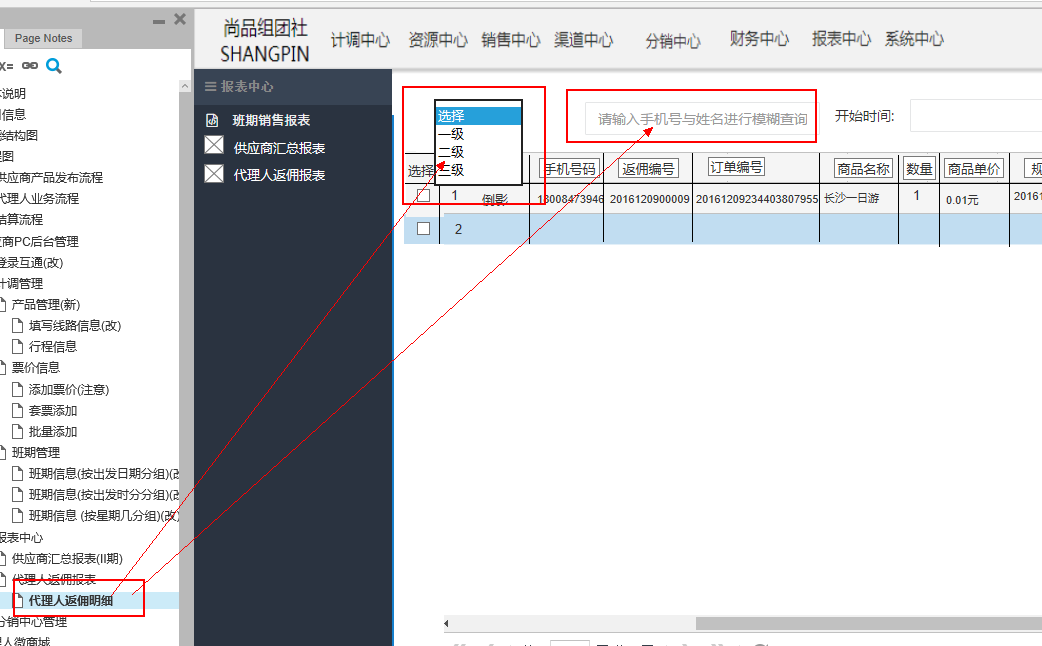 Page Notes
说明
信息
结构图
图
供应商产品发布流程
代理人业务流程
结算流程
商PC后台管理
登录互通(改)
计调管理
产品管理(新)
填写线路信息(改)
行程信息
票价信息
添加票价(注意)
套票添加
批量添加
班期管理
班期信息(按出发日期分组)(改
班期信息(按出发时分分组)(改
班期信息 (按星期几分组)(改)
报表中心
供应商汇总报表(II期)
代理人返佣报表
代理人返佣明细
分销中心管理
人微商城
尚品组团社
SHANGPIN
计调中心 资源中心 销售中心 渠道中心 分销中心 财务中心 报表中心 系统中心
报表中心
班期销售报表
供应商汇总报表
代理人返佣报表
选择
一级
二级
三级
请输入手机号与姓名进行模糊查询
开始时间:
选择 手机号码 返佣编号 订单编号 商品名称 数量 商品单价 规
1 倒影 13008473946 2016120900009 20161209234403807955 长沙一日游 1 0.01元 20161
2